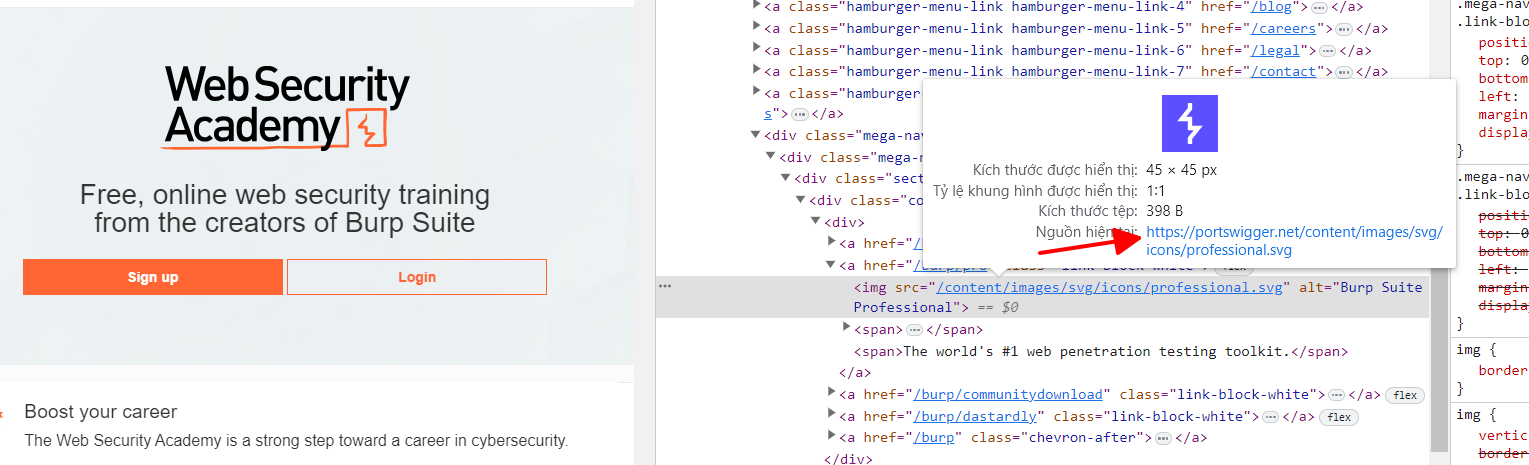 Web Security
Academy
Free, online web security training
from the creators of Burp Suite
Sign up
Login
Boost your career
The Web Security Academy is a strong step toward a career in cybersecurity.
<a class="hamburger-menu-link hamburger-menu-link-4" href="/blog">…</a>
<a class="hamburger-menu-link hamburger-menu-link-5" href="/careers">…</a>
<a class="hamburger-menu-link hamburger-menu-link-6" href="/legal">…</a>
<a class="hamburger-menu-link hamburger-menu-link-7" href="/contact">…</a>
<a class="hamburger
s">…</a>
<div class="mega-nav
<div class="mega-m
<div class="sect
<div class="co
<div>
<a href="/
<a href="/burp/pro class="link-block-white"> flex
<img src="/content/images/svg/icons/professional.svg" alt="Burp Suite
Professional"> == $0
<span>…</span>
<span>The world's #1 web penetration testing toolkit.</span>
</a>
<a href="/burp/communitydownload" class="link-block-white">…</a> flex
<a href="/burp/dastardly" class="link-block-white">…</a> flex
<a href="/burp" class="chevron-after">…</a>
</div>
Kích thước được hiển thị: 45 × 45 px
Tỷ lệ khung hình được hiển thị: 1:1
Kích thước tệp: 398 B
Nguồn hiện tại: https://portswigger.net/content/images/svg/
icons/professional.svg
.mega-nav
.link-blo
positi
top: 0
bottom
left:
margin
displa
}
.mega-nav
.link-blo
positi
top: 0
bottom
left:
margin
displa
}
img {
border
}
img {
vertic
border